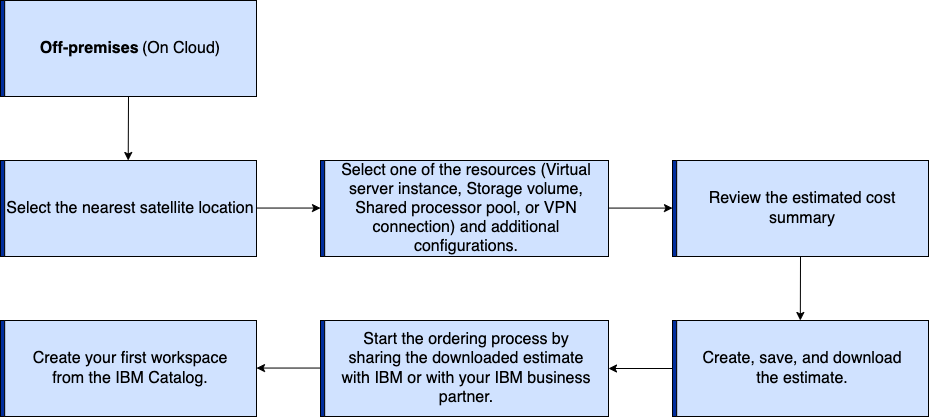 Off-premises (On Cloud)
Select the nearest satellite location
Select one of the resources (Virtual
server instance, Storage volume,
Shared processor pool, or VPN
connection) and additional
configurations.
Review the estimated cost
summary
Create, save, and download
the estimate.
Start the ordering process by
sharing the downloaded estimate
with IBM or with your IBM business
partner.
Create your first workspace
from the IBM Catalog.